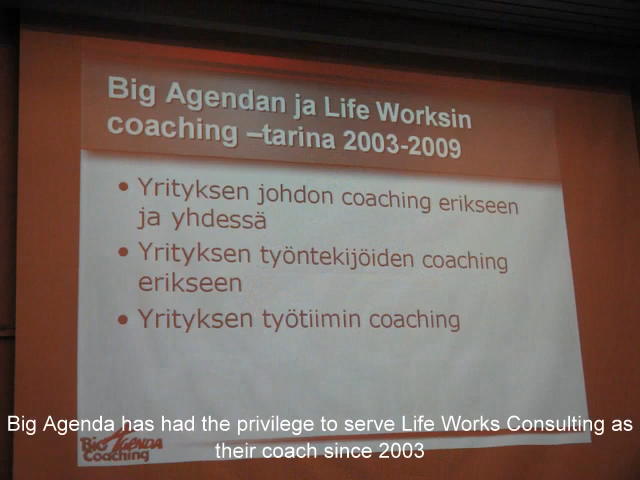 Big Agendan ja Life Worksin
coaching –tarina 2003-2009
• Yrityksen johdon coaching erikseen
ja yhdessä
• Yrityksen työntekijöiden coaching
erikseen
• Yrityksen työtiimin coaching
Big Agenda has had the privilege to serve Life Works Consulting as
their coach since 2003
Big AGENDA
Coaching